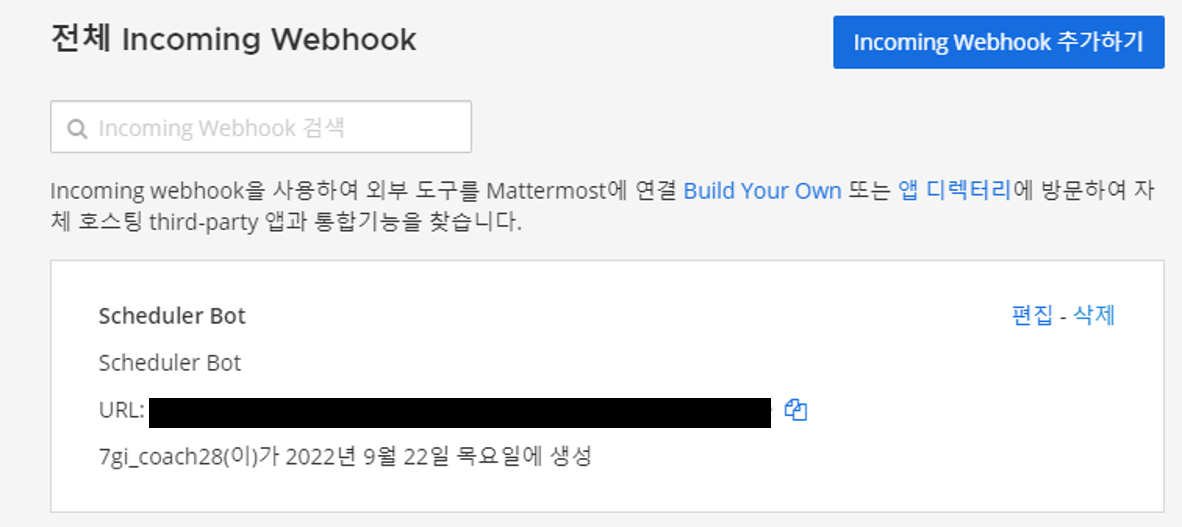 전체 Incoming Webhook
Incoming Webhook 추가하기
Incoming Webhook 검색
Incoming webhook을 사용하여 외부 도구를 Mattermost에 연결 Build Your Own 또는 앱 디렉터리에 방문하여 자
체 호스팅 third-party 앱과 통합기능을 찾습니다.
Scheduler Bot
편집 - 삭제
Scheduler Bot
URL:
7gi_coach28(이)가 2022년 9월 22일 목요일에 생성